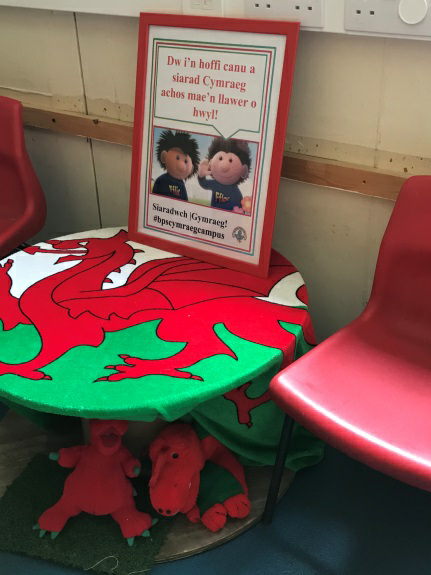 Dw i'n hoffi canu a
siarad Cymraeg
achos mae'n llawer o
hwyl!
Siaradwch |Gymraeg!
#bpscymraegcampus